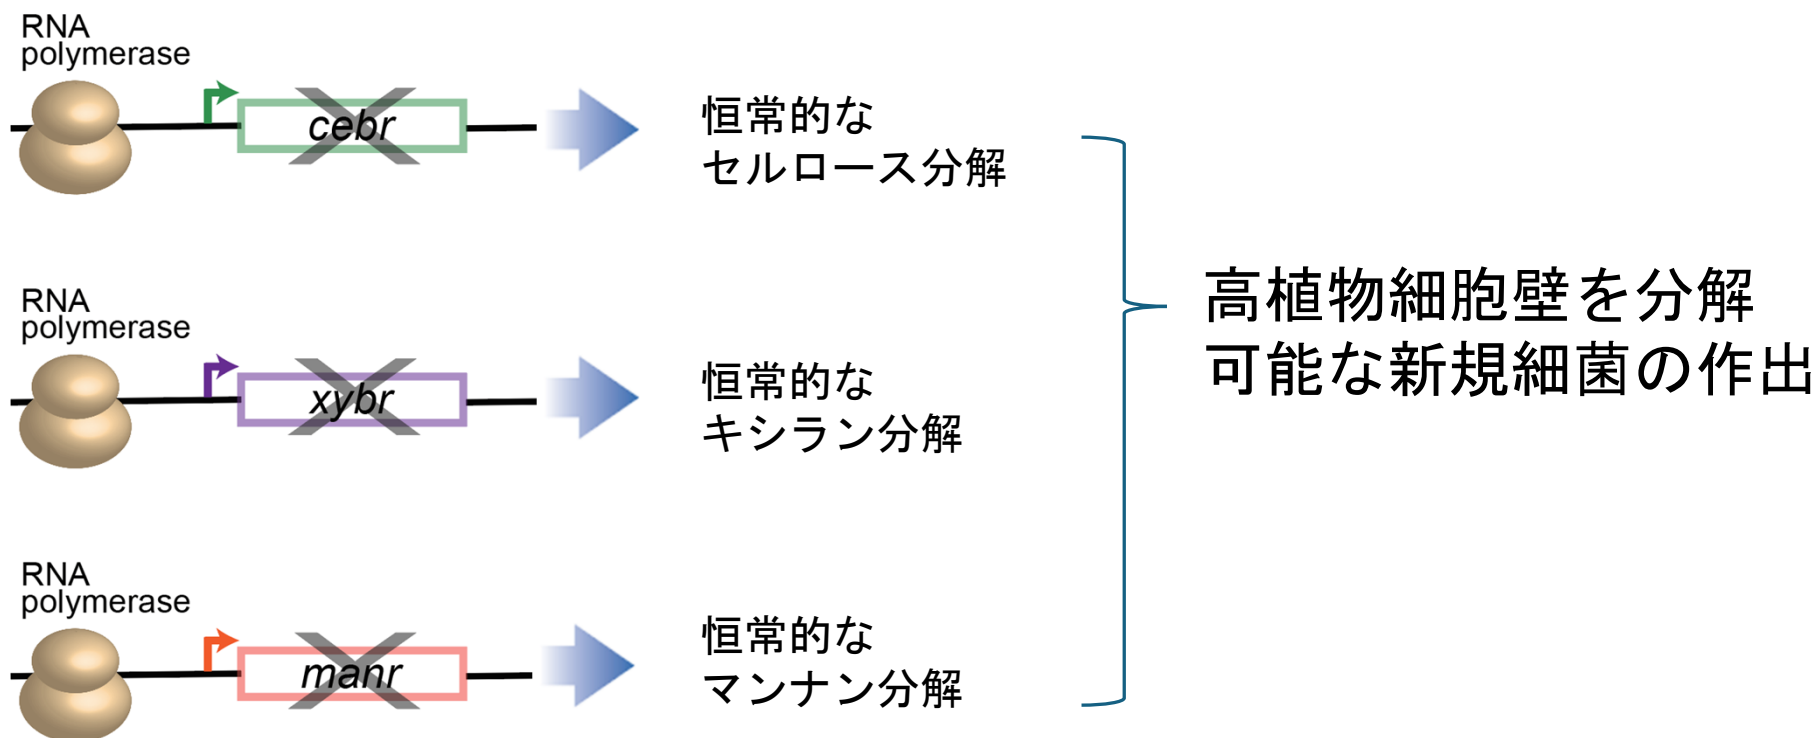 RNA
polymerase
cebr
恒常的な
セルロース分解
RNA
polymerase
xybr
恒常的な
キシラン分解
高植物細胞壁を分解
可能な新規細菌の作出
RNA
polymerase
manr
恒常的な
マンナン分解